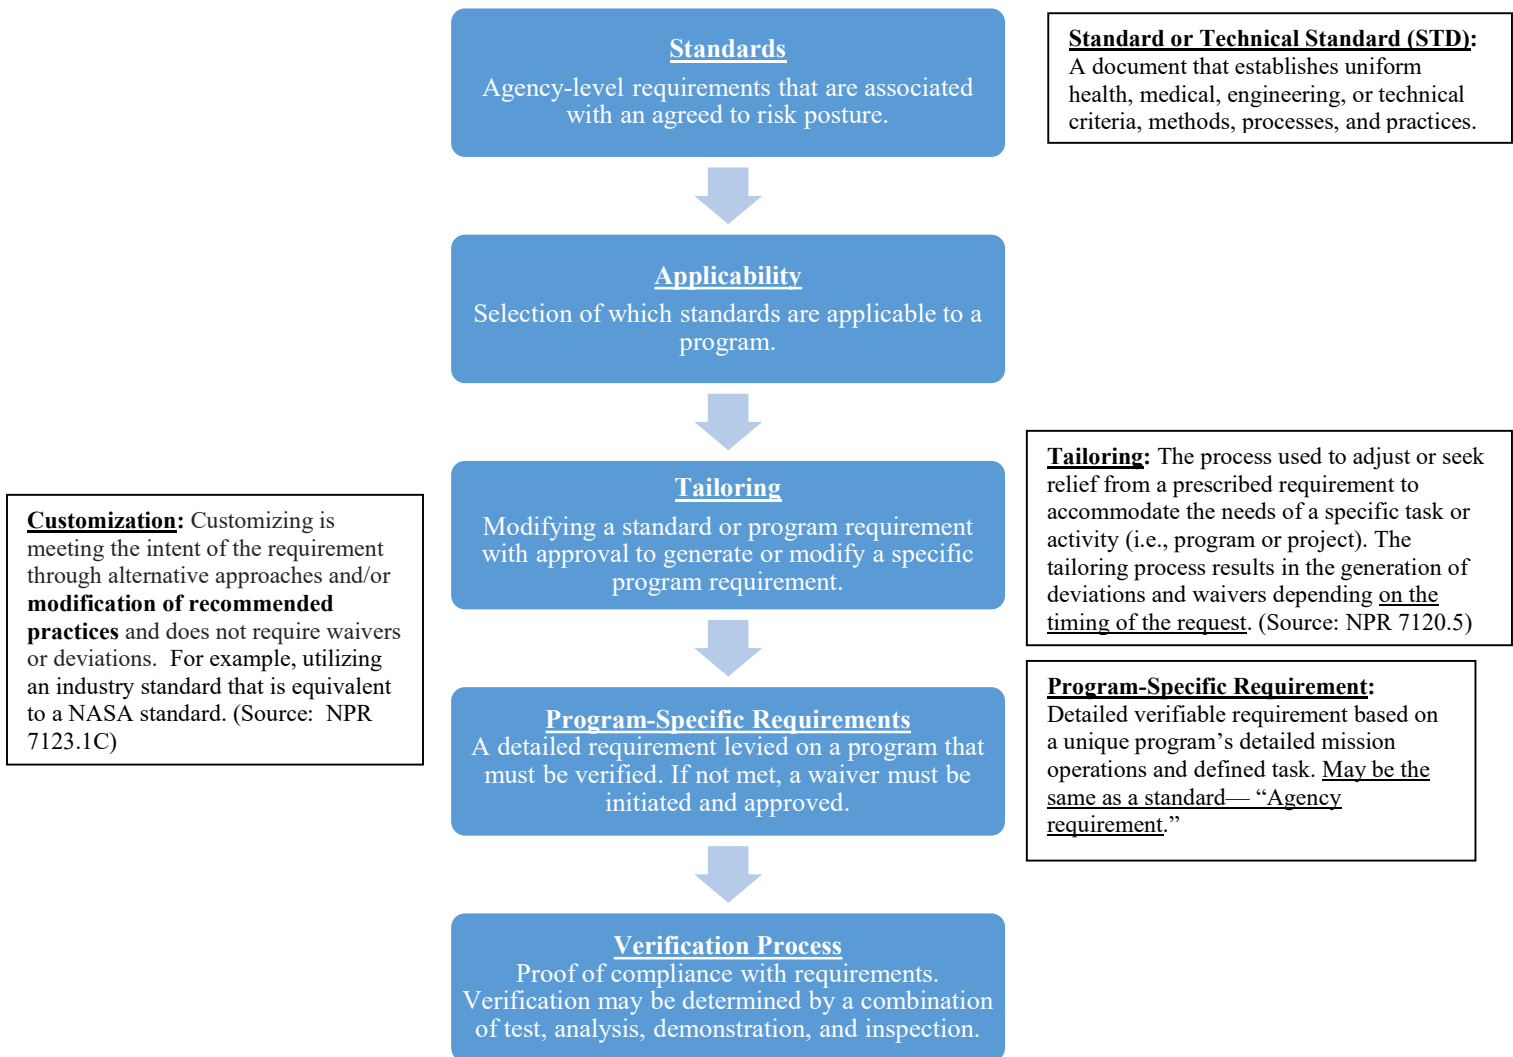 Standards
Agency-level requirements that are associated
with an agreed to risk posture.
Standard or Technical Standard (STD):
A document that establishes uniform
health, medical, engineering, or technical
criteria, methods, processes, and practices.
Applicability
Selection of which standards are applicable to a
program.
Tailoring
Modifying a standard or program requirement
with approval to generate or modify a specific
program requirement.
Tailoring: The process used to adjust or seek
relief from a prescribed requirement to
accommodate the needs of a specific task or
activity (i.e., program or project). The
tailoring process results in the generation of
deviations and waivers depending on the
timing of the request. (Source: NPR 7120.5)
Customization: Customizing is
meeting the intent of the requirement
through alternative approaches and/or
modification of recommended
practices and does not require waivers
or deviations.  For example, utilizing
an industry standard that is equivalent
to a NASA standard. (Source:  NPR
7123.1C)
Program-Specific Requirements
A detailed requirement levied on a program that
must be verified. If not met, a waiver must be
initiated and approved.
Program-Specific Requirement:
Detailed verifiable requirement based on
a unique program’s detailed mission
operations and defined task. May be the
same as a standard— “Agency
requirement.”
Verification Process
Proof of compliance with requirements.
Verification may be determined by a combination
of test, analysis, demonstration, and inspection.